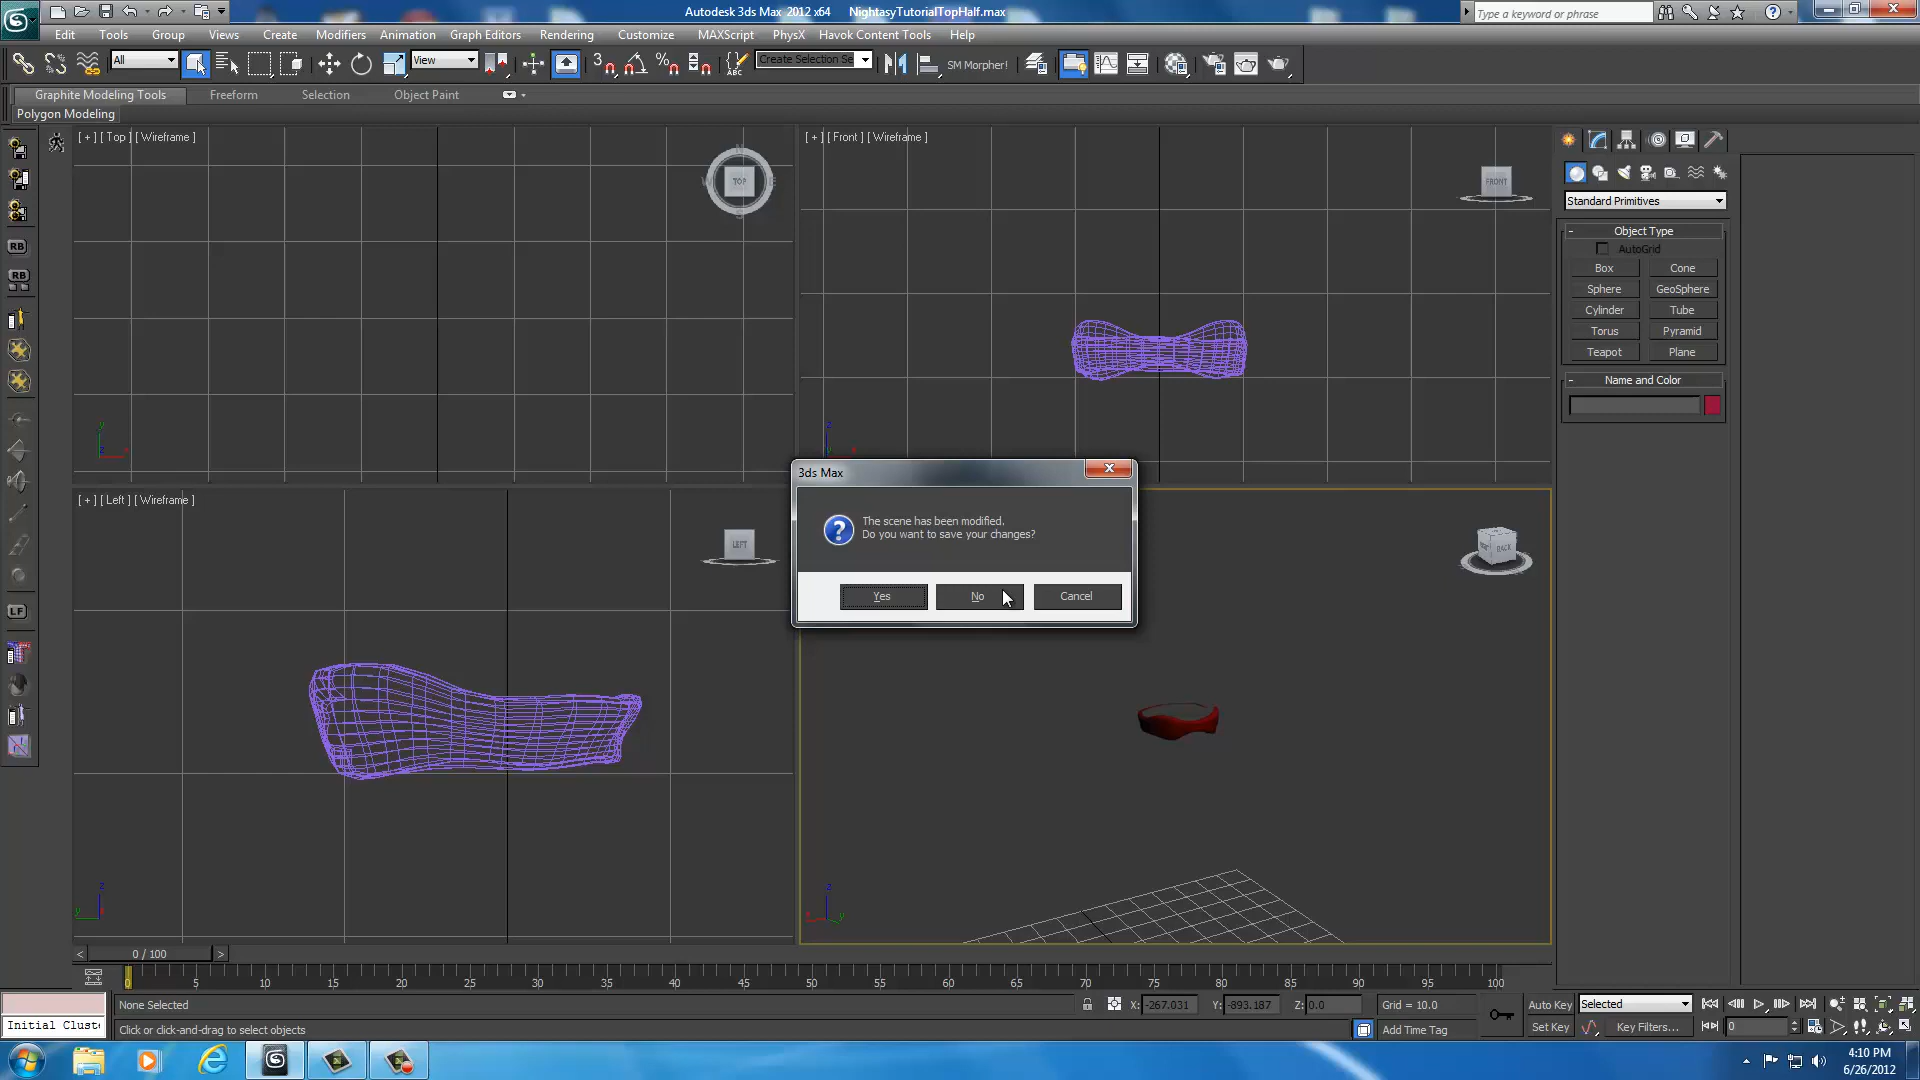 Autodesk 3ds Max 2012 x64 NightasyTutorialTopHalf.max
Type a keyword or phrase
Edit Tools Group Views Create Modifiers Animation Graph Editors Rendering Customize MAXScript PhysX Havok Content Tools Help
All View Create Selection Se SM Morpher!
Graphite Modeling Tools Freeform Selection Object Paint
Polygon Modeling
[ + ] [ Top ] [ Wireframe ]
[ + ] [ Front ] [ Wireframe ]
TOP
FRONT
Standard Primitives
- Object Type
AutoGrid
Box Cone
Sphere GeoSphere
Cylinder Tube
Torus Pyramid
Teapot Plane
- Name and Color
RB
RB
LF
3ds Max
The scene has been modified.
Do you want to save your changes?
Yes No Cancel
[ + ] [ Left ] [ Wireframe ]
LEFT
BACK
< 0 / 100 >
0 5 10 15 20 25 30 35 40 45 50 55 60 65 70 75 80 85 90 95 100
None Selected X: -267.031 Y: -893.187 Z: 0.0 Grid = 10.0 Auto Key Selected
Initial Clust
Click or click-and-drag to select objects Add Time Tag Set Key Key Filters... 0
4:10 PM
6/26/2012